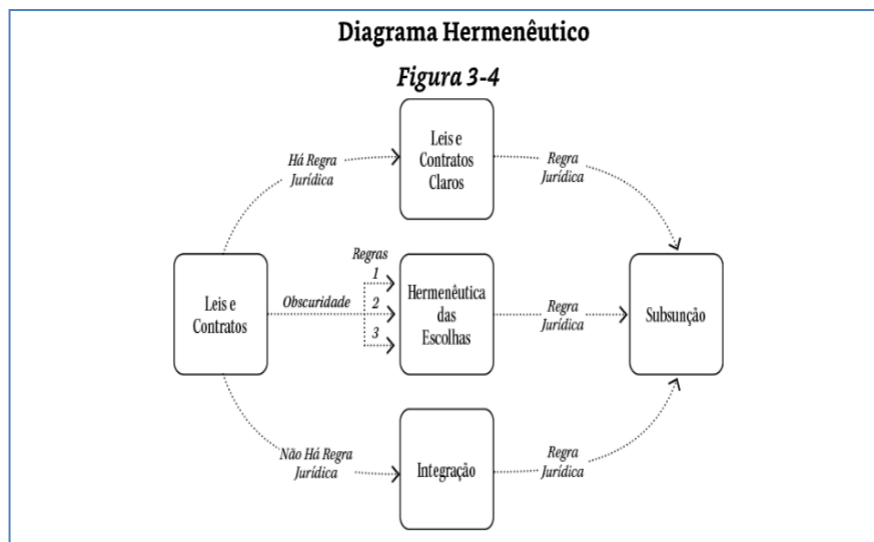 Diagrama Hermenêutico
Figura 3-4
Há Regra
Jurídica
Leis e
Contratos
Claros
Regra
Jurídica
Leis e
Contratos
Obscuridade
Regras
1
2
3
Hermenêutica
das
Escolhas
Regra
Jurídica
Subsunção
Não Há Regra
Jurídica
Integração
Regra
Jurídica